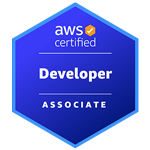 aws
certified
Developer
ASSOCIATE